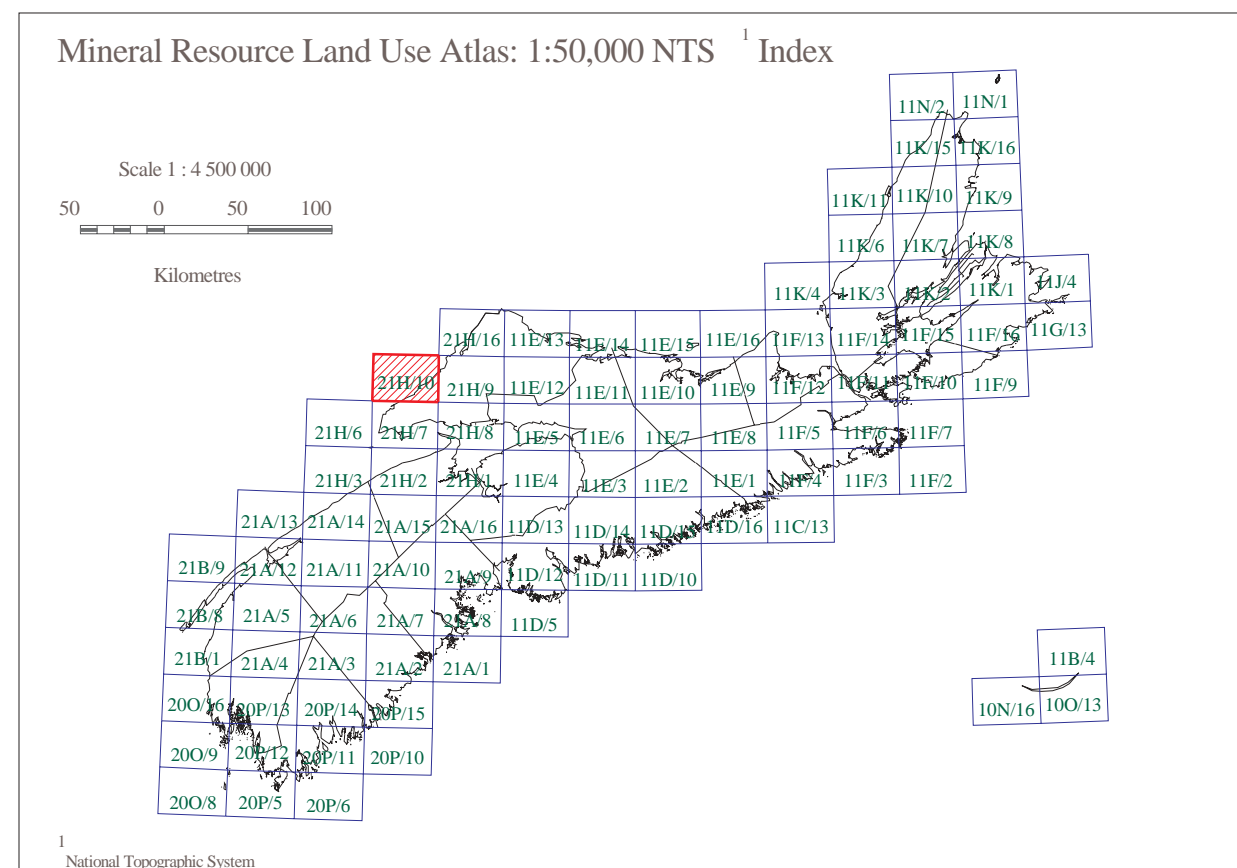 Mineral Resource Land Use Atlas: 1:50,000 NTS 1 Index
11N/2 11N/1
11K/15 11K/16
Scale 1 : 4 500 000
11K/11 11K/10 11K/9
50 0 50 100
11K/6 11K/7 11K/8
Kilometres
11K/4 11K/3 11K/2 11K/1 11J/4
21H/16 11E/13 11E/14 11E/15 11E/16 11F/13 11F/14 11F/15 11F/16 11G/13
21H/10 21H/9 11E/12 11E/11 11E/10 11E/9 11F/12 11F/11 11F/10 11F/9
21H/6 21H/7 21H/8 11E/5 11E/6 11E/7 11E/8 11F/5 11F/6 11F/7
21H/3 21H/2 21H/1 11E/4 11E/3 11E/2 11E/1 11F/4 11F/3 11F/2
21A/13 21A/14 21A/15 21A/16 11D/13 11D/14 11D/15 11D/16 11C/13
21B/9 21A/12 21A/11 21A/10 21A/9 11D/12 11D/11 11D/10
21B/8 21A/5 21A/6 21A/7 21A/8 11D/5
21B/1 21A/4 21A/3 21A/2 21A/1 11B/4
20O/16 20P/13 20P/14 20P/15 10N/16 10O/13
20O/9 20P/12 20P/11 20P/10
20O/8 20P/5 20P/6
1
National Topographic System